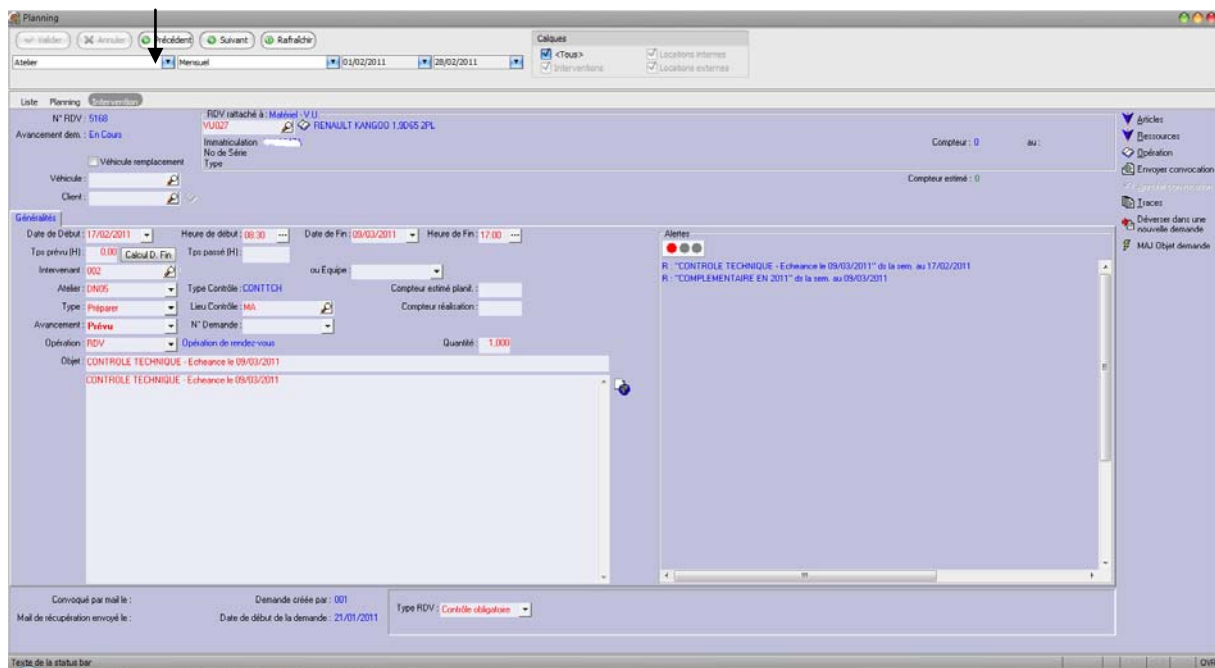 Planning
Valider Annuler Précédent Suivant Rafraîchir
Calques
<Tous> Locations internes
Interventions Locations externes
Atelier Mensuel 01/02/2011 28/02/2011
Liste Planning Intervention
N° RDV : 5168
Avancement dem. : En Cours
RDV rattaché à : Matériel - V.U.
VU027 RENAULT KANGOO 1.9D65 2PL
Immatriculation
No de Série
Type
Compteur : 0 au :
Véhicule remplacement
Véhicule :
Compteur estimé : 0
Client :
Articles
Ressources
Opération
Envoyer convocation
Traces
Déverser dans une nouvelle demande
MAJ Objet demande
Généralités
Date de Début : 17/02/2011 Heure de début : 08:30 Date de Fin : 09/03/2011 Heure de Fin : 17:00
Tps prévu (H) : 0,00 Calcul D. Fin Tps passé (H) :
Intervenant : 002 ou Equipe :
Atelier : DN05 Type Contrôle : CONTTCH Compteur estimé planif. :
Type : Préparer Lieu Contrôle : MA Compteur réalisation :
Avancement : Prévu N° Demande :
Opération : RDV Opération de rendez-vous Quantité : 1,000
Objet : CONTROLE TECHNIQUE - Echeance le 09/03/2011
CONTROLE TECHNIQUE - Echeance le 09/03/2011
Alertes
R : "CONTROLE TECHNIQUE - Echeance le 09/03/2011" ds la sem. au 17/02/2011
R : "COMPLEMENTAIRE EN 2011" ds la sem. au 09/03/2011
Convoqué par mail le : Demande créée par : 001
Mail de récupération envoyé le : Date de début de la demande : 21/01/2011
Type RDV : Contrôle obligatoire
Texte de la status bar
OVR